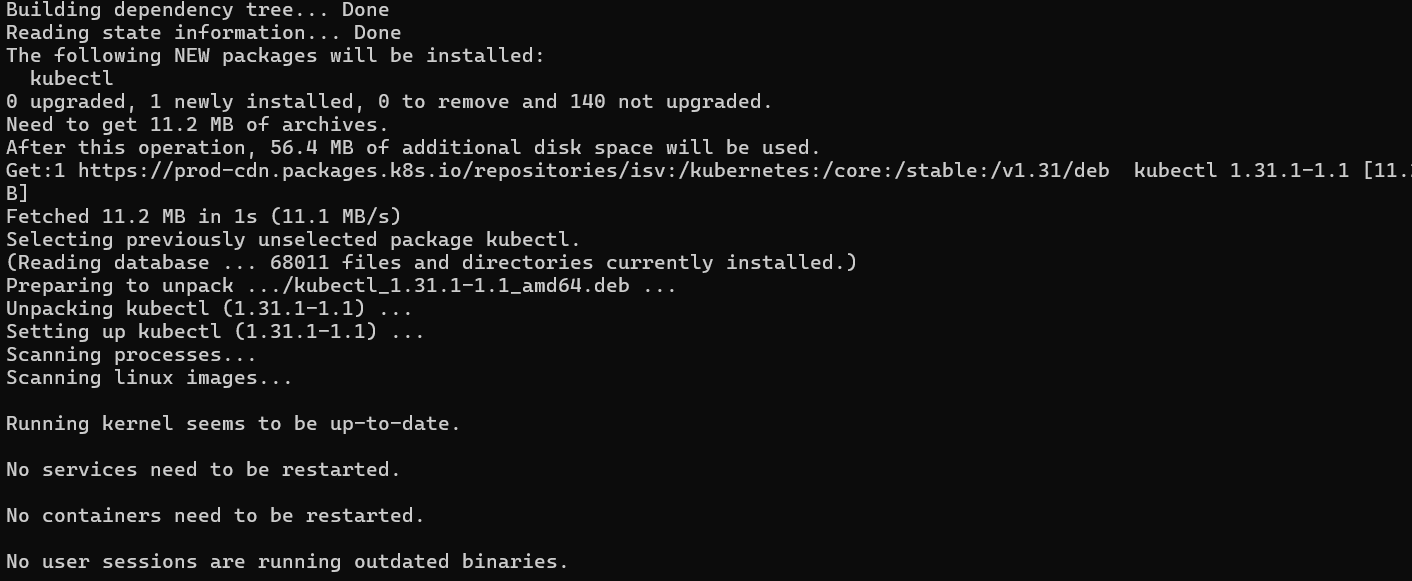 Building dependency tree... Done
Reading state information... Done
The following NEW packages will be installed:
  kubectl
0 upgraded, 1 newly installed, 0 to remove and 140 not upgraded.
Need to get 11.2 MB of archives.
After this operation, 56.4 MB of additional disk space will be used.
Get:1 https://prod-cdn.packages.k8s.io/repositories/isv:/kubernetes:/core:/stable:/v1.31/deb  kubectl 1.31.1-1.1 [11.
B]
Fetched 11.2 MB in 1s (11.1 MB/s)
Selecting previously unselected package kubectl.
(Reading database ... 68011 files and directories currently installed.)
Preparing to unpack .../kubectl_1.31.1-1.1_amd64.deb ...
Unpacking kubectl (1.31.1-1.1) ...
Setting up kubectl (1.31.1-1.1) ...
Scanning processes...
Scanning linux images...

Running kernel seems to be up-to-date.

No services need to be restarted.

No containers need to be restarted.

No user sessions are running outdated binaries.